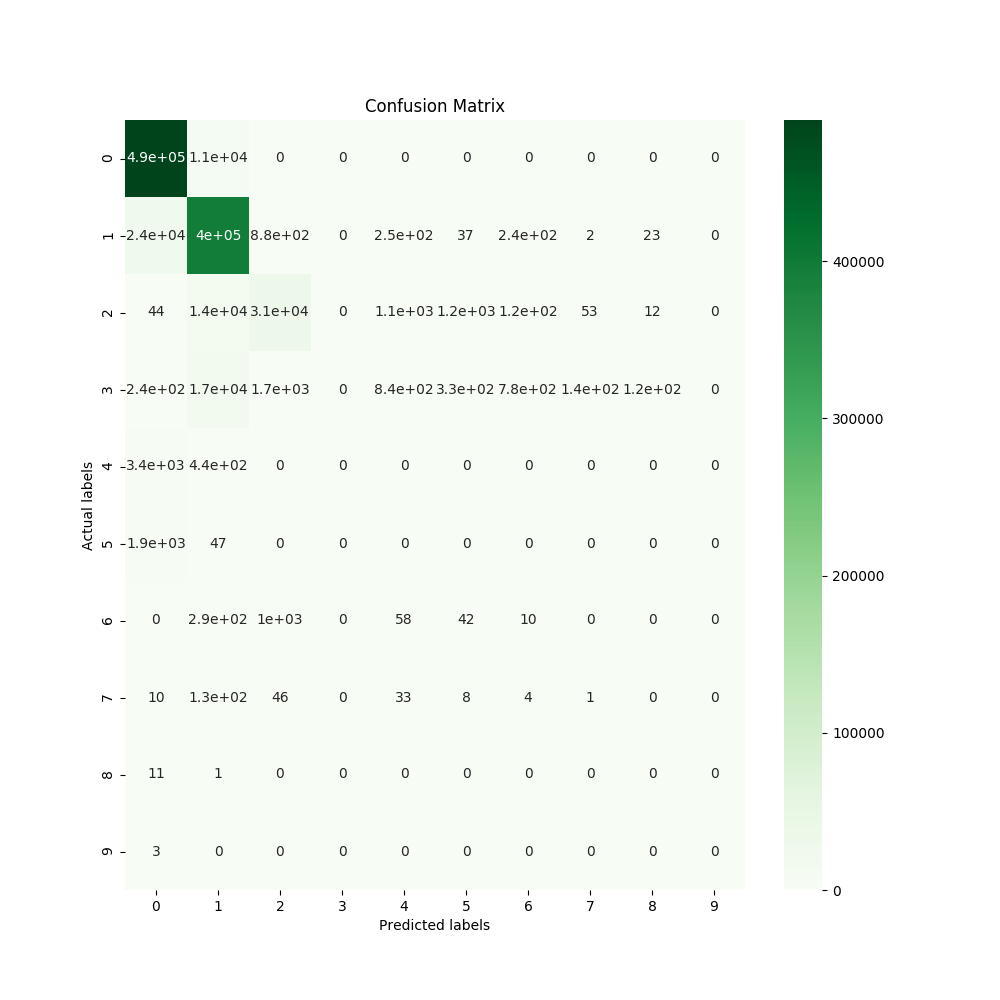 Confusion Matrix
0 4.9e+05 1.1e+04 0 0 0 0 0 0 0 0
1 2.4e+04 4e+05 8.8e+02 0 2.5e+02 37 2.4e+02 2 23 0
2 44 1.4e+04 3.1e+04 0 1.1e+03 1.2e+03 1.2e+02 53 12 0
3 2.4e+02 1.7e+04 1.7e+03 0 8.4e+02 3.3e+02 7.8e+02 1.4e+02 1.2e+02 0
4 3.4e+03 4.4e+02 0 0 0 0 0 0 0 0
5 1.9e+03 47 0 0 0 0 0 0 0 0
6 0 2.9e+02 1e+03 0 58 42 10 0 0 0
7 10 1.3e+02 46 0 33 8 4 1 0 0
8 11 1 0 0 0 0 0 0 0 0
9 3 0 0 0 0 0 0 0 0 0
0 1 2 3 4 5 6 7 8 9
Predicted labels
Actual labels
400000
300000
200000
100000
0